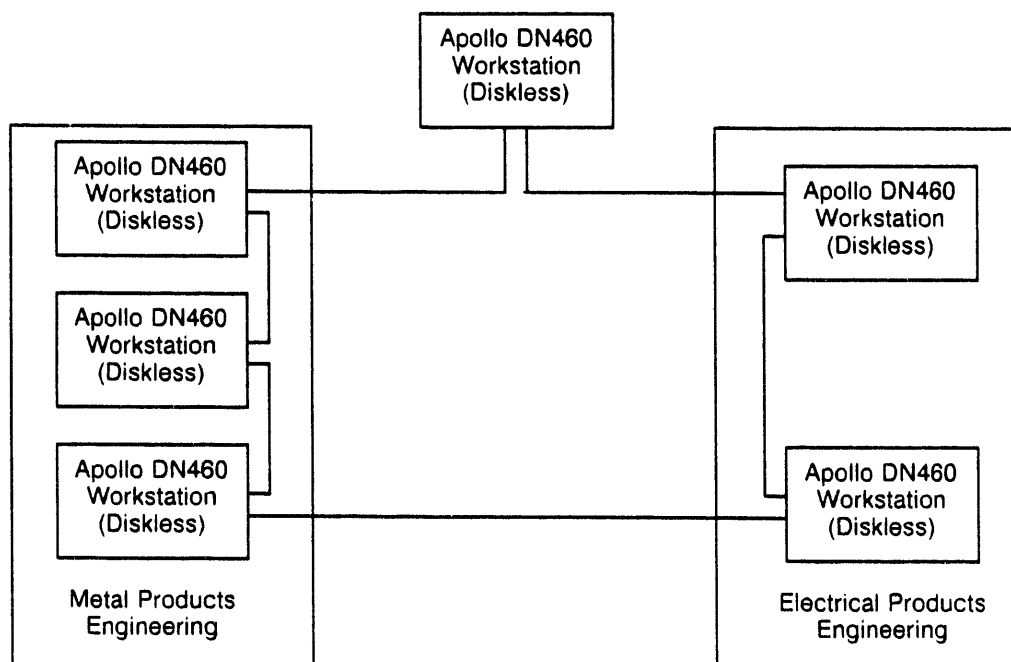 Apollo DN460
Workstation
(Diskless)
Apollo DN460
Workstation
(Diskless)
Apollo DN460
Workstation
(Diskless)
Apollo DN460
Workstation
(Diskless)
Metal Products
Engineering
Apollo DN460
Workstation
(Diskless)
Apollo DN460
Workstation
(Diskless)
Electrical Products
Engineering